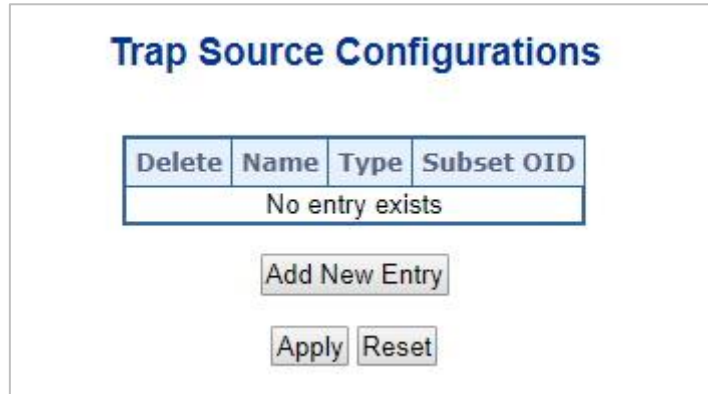 Trap Source Configurations
Delete Name Type Subset OID
No entry exists
Add New Entry
Apply Reset